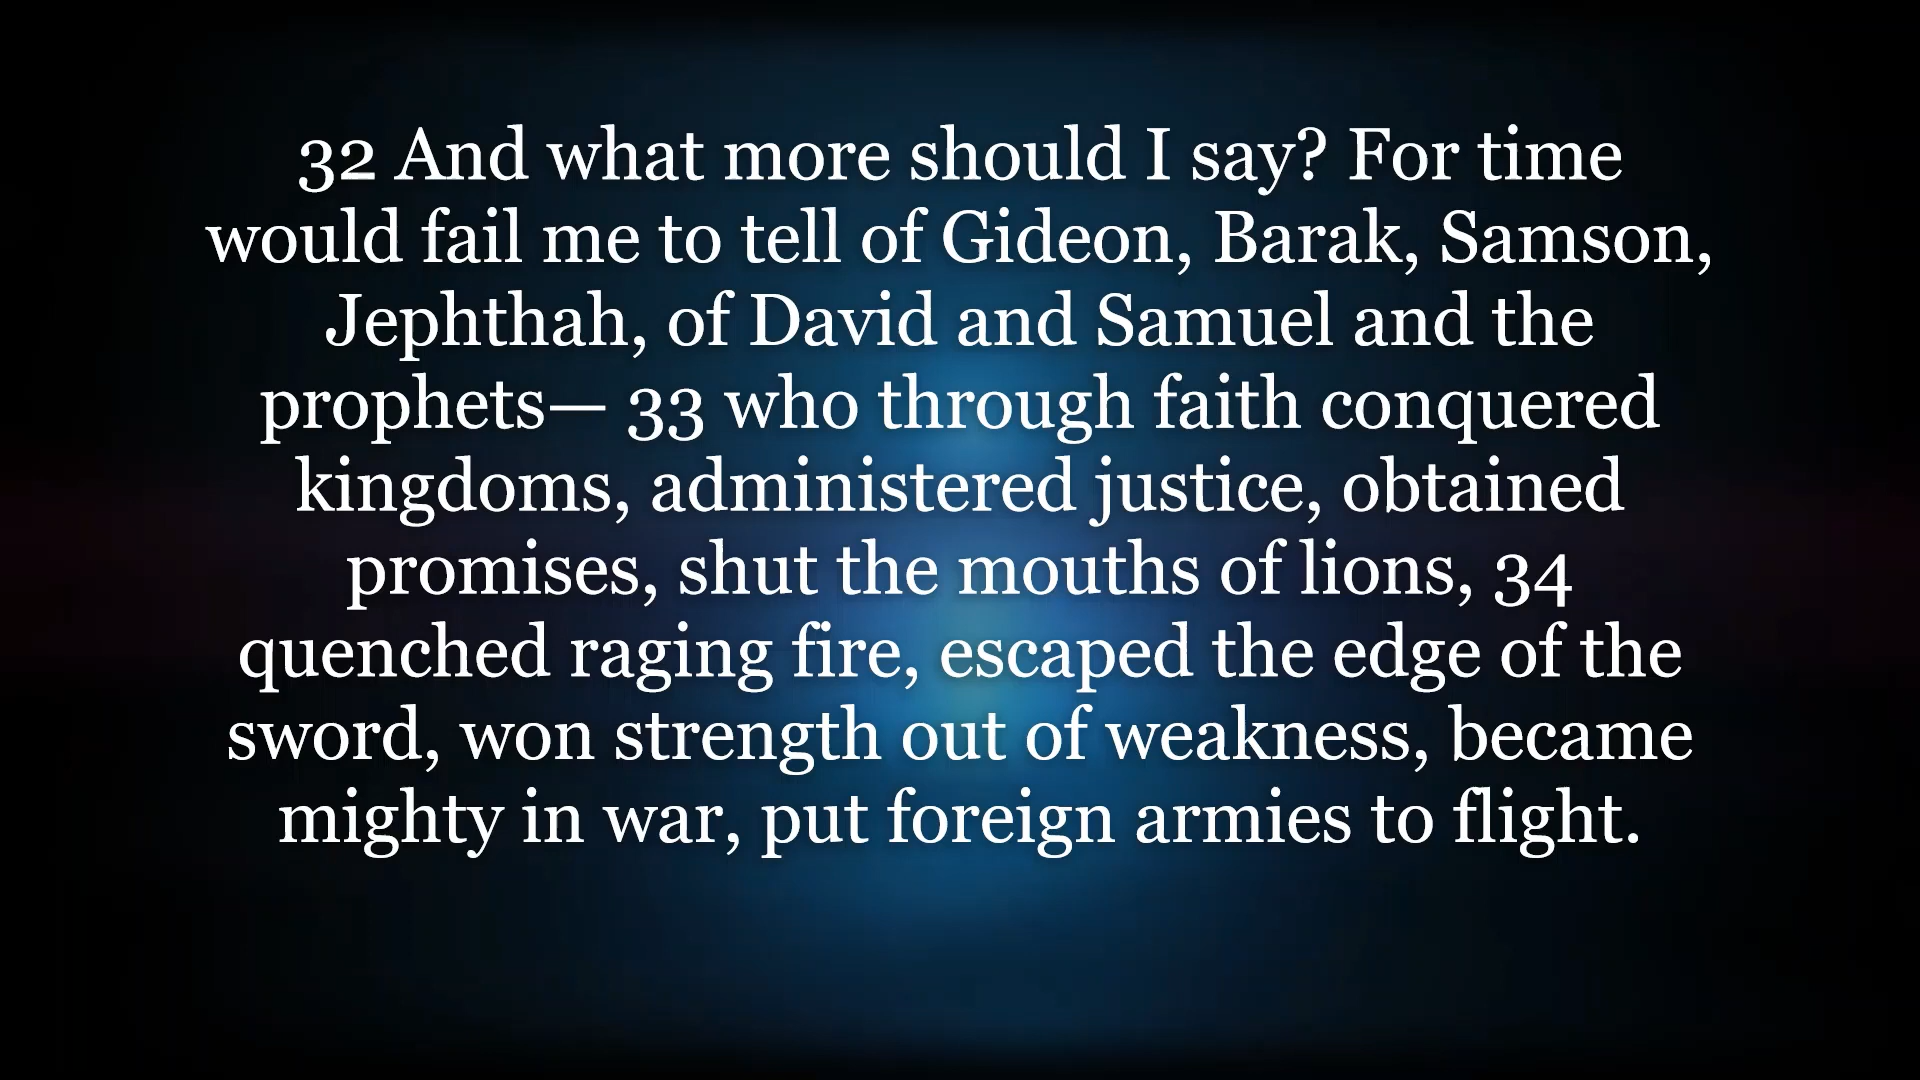 32 And what more should I say? For time
would fail me to tell of Gideon, Barak, Samson,
Jephthah, of David and Samuel and the
prophets— 33 who through faith conquered
kingdoms, administered justice, obtained
promises, shut the mouths of lions, 34
quenched raging fire, escaped the edge of the
sword, won strength out of weakness, became
mighty in war, put foreign armies to flight.